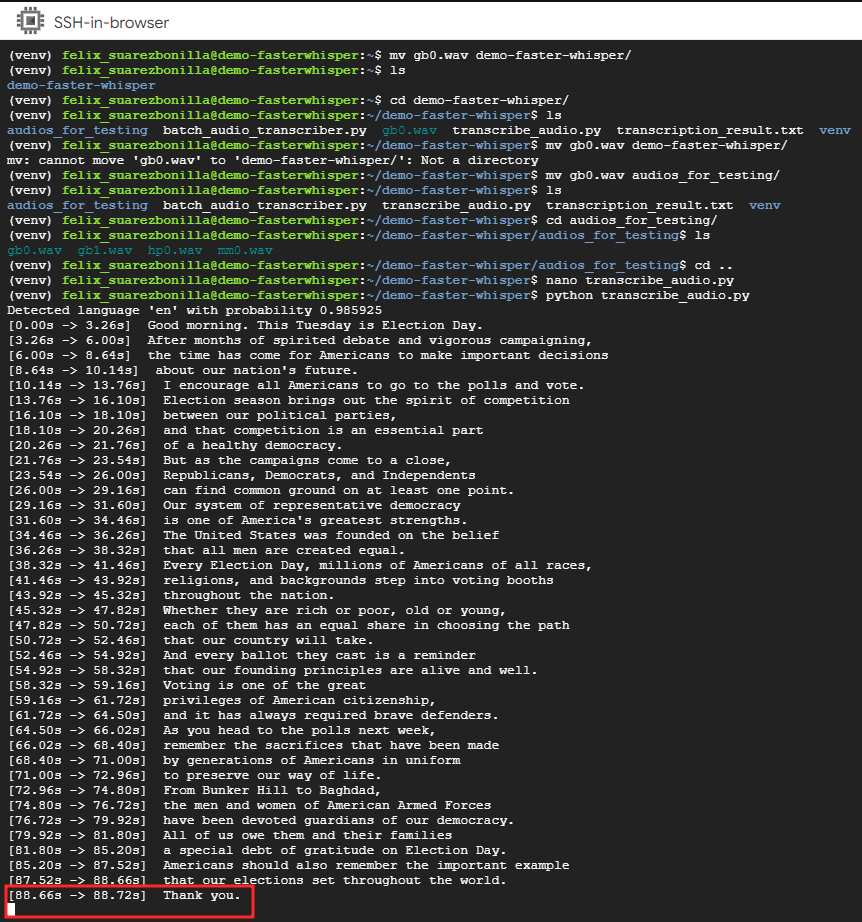 SSH-in-browser
(venv) felix_suarezbonilla@demo-fasterwhisper:~$ mv gb0.wav demo-faster-whisper/
(venv) felix_suarezbonilla@demo-fasterwhisper:~$ ls
demo-faster-whisper
(venv) felix_suarezbonilla@demo-fasterwhisper:~$ cd demo-faster-whisper/
(venv) felix_suarezbonilla@demo-fasterwhisper:~/demo-faster-whisper$ ls
audios_for_testing  batch_audio_transcriber.py  gb0.wav  transcribe_audio.py  transcription_result.txt  venv
(venv) felix_suarezbonilla@demo-fasterwhisper:~/demo-faster-whisper$ mv gb0.wav demo-faster-whisper/
mv: cannot move 'gb0.wav' to 'demo-faster-whisper/': Not a directory
(venv) felix_suarezbonilla@demo-fasterwhisper:~/demo-faster-whisper$ mv gb0.wav audios_for_testing/
(venv) felix_suarezbonilla@demo-fasterwhisper:~/demo-faster-whisper$ ls
audios_for_testing  batch_audio_transcriber.py  transcribe_audio.py  transcription_result.txt  venv
(venv) felix_suarezbonilla@demo-fasterwhisper:~/demo-faster-whisper$ cd audios_for_testing/
(venv) felix_suarezbonilla@demo-fasterwhisper:~/demo-faster-whisper/audios_for_testing$ ls
gb0.wav  gb1.wav  hp0.wav  mm0.wav
(venv) felix_suarezbonilla@demo-fasterwhisper:~/demo-faster-whisper/audios_for_testing$ cd ..
(venv) felix_suarezbonilla@demo-fasterwhisper:~/demo-faster-whisper$ nano transcribe_audio.py
(venv) felix_suarezbonilla@demo-fasterwhisper:~/demo-faster-whisper$ python transcribe_audio.py
Detected language 'en' with probability 0.985925
[0.00s -> 3.26s]  Good morning. This Tuesday is Election Day.
[3.26s -> 6.00s]  After months of spirited debate and vigorous campaigning,
[6.00s -> 8.64s]  the time has come for Americans to make important decisions
[8.64s -> 10.14s]  about our nation's future.
[10.14s -> 13.76s]  I encourage all Americans to go to the polls and vote.
[13.76s -> 16.10s]  Election season brings out the spirit of competition
[16.10s -> 18.10s]  between our political parties,
[18.10s -> 20.26s]  and that competition is an essential part
[20.26s -> 21.76s]  of a healthy democracy.
[21.76s -> 23.54s]  But as the campaigns come to a close,
[23.54s -> 26.00s]  Republicans, Democrats, and Independents
[26.00s -> 29.16s]  can find common ground on at least one point.
[29.16s -> 31.60s]  Our system of representative democracy
[31.60s -> 34.46s]  is one of America's greatest strengths.
[34.46s -> 36.26s]  The United States was founded on the belief
[36.26s -> 38.32s]  that all men are created equal.
[38.32s -> 41.46s]  Every Election Day, millions of Americans of all races,
[41.46s -> 43.92s]  religions, and backgrounds step into voting booths
[43.92s -> 45.32s]  throughout the nation.
[45.32s -> 47.82s]  Whether they are rich or poor, old or young,
[47.82s -> 50.72s]  each of them has an equal share in choosing the path
[50.72s -> 52.46s]  that our country will take.
[52.46s -> 54.92s]  And every ballot they cast is a reminder
[54.92s -> 58.32s]  that our founding principles are alive and well.
[58.32s -> 59.16s]  Voting is one of the great
[59.16s -> 61.72s]  privileges of American citizenship,
[61.72s -> 64.50s]  and it has always required brave defenders.
[64.50s -> 66.02s]  As you head to the polls next week,
[66.02s -> 68.40s]  remember the sacrifices that have been made
[68.40s -> 71.00s]  by generations of Americans in uniform
[71.00s -> 72.96s]  to preserve our way of life.
[72.96s -> 74.80s]  From Bunker Hill to Baghdad,
[74.80s -> 76.72s]  the men and women of American Armed Forces
[76.72s -> 79.92s]  have been devoted guardians of our democracy.
[79.92s -> 81.80s]  All of us owe them and their families
[81.80s -> 85.20s]  a special debt of gratitude on Election Day.
[85.20s -> 87.52s]  Americans should also remember the important example
[87.52s -> 88.66s]  that our elections set throughout the world.
[88.66s -> 88.72s]  Thank you.